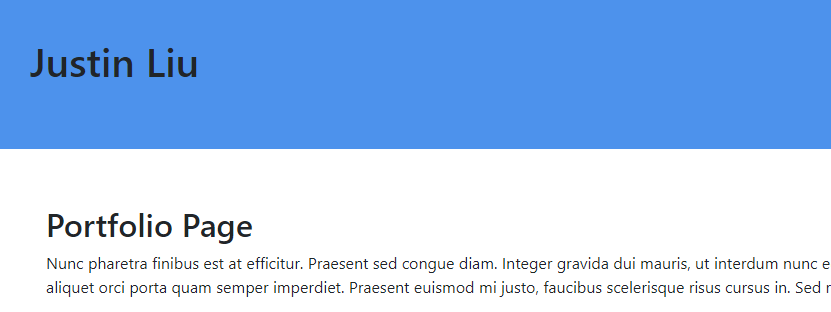 Justin Liu
Portfolio Page
Nunc pharetra finibus est at efficitur. Praesent sed congue diam. Integer gravida dui mauris, ut interdum nunc e
aliquet orci porta quam semper imperdiet. Praesent euismod mi justo, faucibus scelerisque risus cursus in. Sed